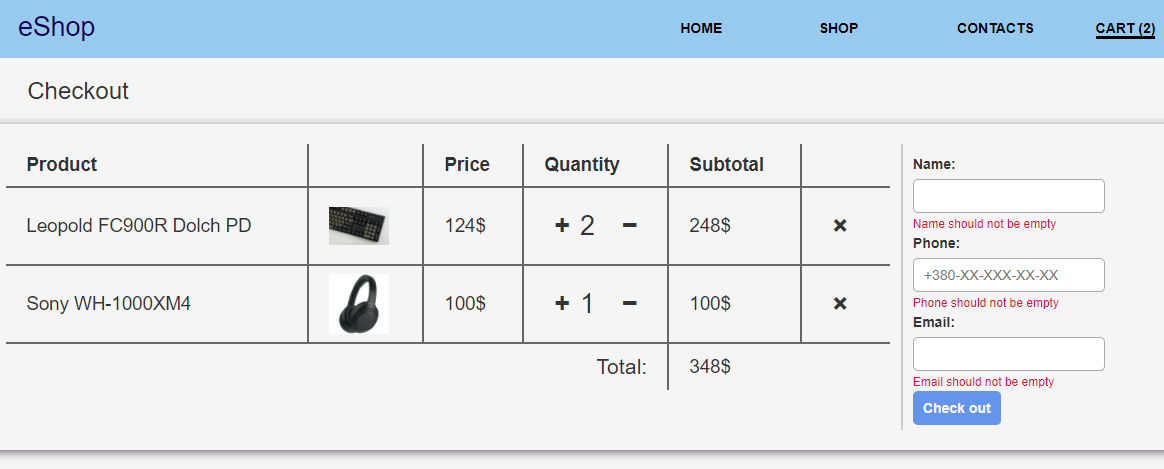 eShop HOME SHOP CONTACTS CART (2)
Checkout
Product Price Quantity Subtotal
Leopold FC900R Dolch PD 124$ + 2 − 248$ ×
Sony WH-1000XM4 100$ + 1 − 100$ ×
Total: 348$
Name:
Name should not be empty
Phone:
+380-XX-XXX-XX-XX
Phone should not be empty
Email:
Email should not be empty
Check out